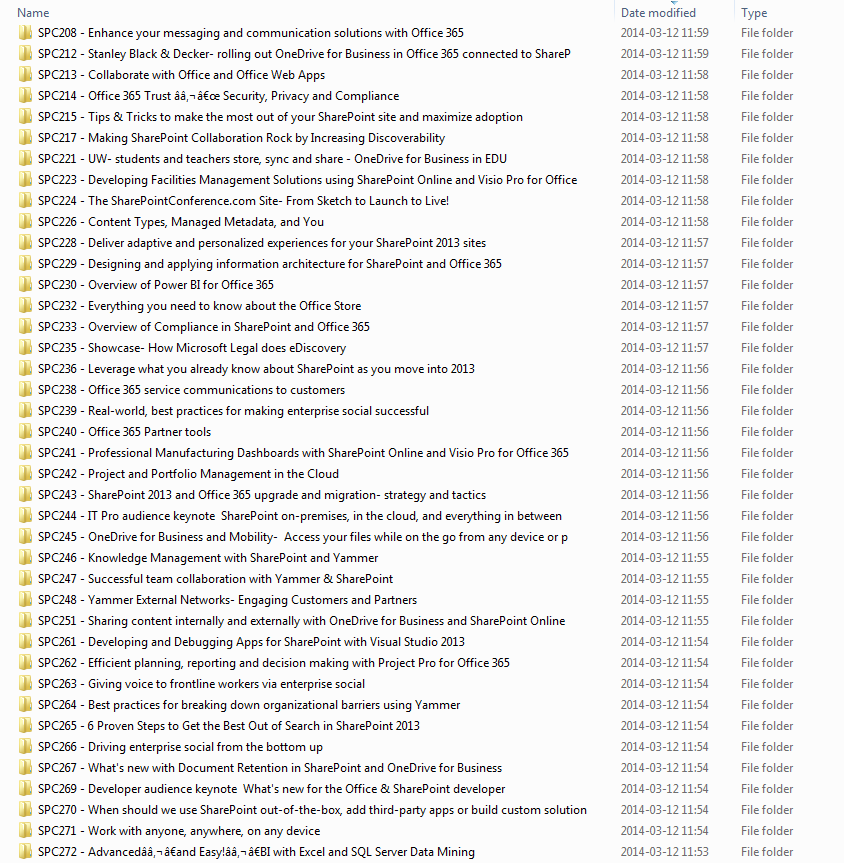 Name Date modified Type
SPC208 - Enhance your messaging and communication solutions with Office 365 2014-03-12 11:59 File folder
SPC212 - Stanley Black & Decker- rolling out OneDrive for Business in Office 365 connected to ShareP 2014-03-12 11:59 File folder
SPC213 - Collaborate with Office and Office Web Apps 2014-03-12 11:58 File folder
SPC214 - Office 365 Trust ââ‚¬â€œ Security, Privacy and Compliance 2014-03-12 11:58 File folder
SPC215 - Tips & Tricks to make the most out of your SharePoint site and maximize adoption 2014-03-12 11:58 File folder
SPC217 - Making SharePoint Collaboration Rock by Increasing Discoverability 2014-03-12 11:58 File folder
SPC221 - UW- students and teachers store, sync and share - OneDrive for Business in EDU 2014-03-12 11:58 File folder
SPC223 - Developing Facilities Management Solutions using SharePoint Online and Visio Pro for Office 2014-03-12 11:58 File folder
SPC224 - The SharePointConference.com Site- From Sketch to Launch to Live! 2014-03-12 11:58 File folder
SPC226 - Content Types, Managed Metadata, and You 2014-03-12 11:58 File folder
SPC228 - Deliver adaptive and personalized experiences for your SharePoint 2013 sites 2014-03-12 11:57 File folder
SPC229 - Designing and applying information architecture for SharePoint and Office 365 2014-03-12 11:57 File folder
SPC230 - Overview of Power BI for Office 365 2014-03-12 11:57 File folder
SPC232 - Everything you need to know about the Office Store 2014-03-12 11:57 File folder
SPC233 - Overview of Compliance in SharePoint and Office 365 2014-03-12 11:57 File folder
SPC235 - Showcase- How Microsoft Legal does eDiscovery 2014-03-12 11:57 File folder
SPC236 - Leverage what you already know about SharePoint as you move into 2013 2014-03-12 11:56 File folder
SPC238 - Office 365 service communications to customers 2014-03-12 11:56 File folder
SPC239 - Real-world, best practices for making enterprise social successful 2014-03-12 11:56 File folder
SPC240 - Office 365 Partner tools 2014-03-12 11:56 File folder
SPC241 - Professional Manufacturing Dashboards with SharePoint Online and Visio Pro for Office 365 2014-03-12 11:56 File folder
SPC242 - Project and Portfolio Management in the Cloud 2014-03-12 11:56 File folder
SPC243 - SharePoint 2013 and Office 365 upgrade and migration- strategy and tactics 2014-03-12 11:56 File folder
SPC244 - IT Pro audience keynote  SharePoint on-premises, in the cloud, and everything in between 2014-03-12 11:56 File folder
SPC245 - OneDrive for Business and Mobility-  Access your files while on the go from any device or p 2014-03-12 11:56 File folder
SPC246 - Knowledge Management with SharePoint and Yammer 2014-03-12 11:55 File folder
SPC247 - Successful team collaboration with Yammer & SharePoint 2014-03-12 11:55 File folder
SPC248 - Yammer External Networks- Engaging Customers and Partners 2014-03-12 11:55 File folder
SPC251 - Sharing content internally and externally with OneDrive for Business and SharePoint Online 2014-03-12 11:55 File folder
SPC261 - Developing and Debugging Apps for SharePoint with Visual Studio 2013 2014-03-12 11:54 File folder
SPC262 - Efficient planning, reporting and decision making with Project Pro for Office 365 2014-03-12 11:54 File folder
SPC263 - Giving voice to frontline workers via enterprise social 2014-03-12 11:54 File folder
SPC264 - Best practices for breaking down organizational barriers using Yammer 2014-03-12 11:54 File folder
SPC265 - 6 Proven Steps to Get the Best Out of Search in SharePoint 2013 2014-03-12 11:54 File folder
SPC266 - Driving enterprise social from the bottom up 2014-03-12 11:54 File folder
SPC267 - What's new with Document Retention in SharePoint and OneDrive for Business 2014-03-12 11:54 File folder
SPC269 - Developer audience keynote  What's new for the Office & SharePoint developer 2014-03-12 11:54 File folder
SPC270 - When should we use SharePoint out-of-the-box, add third-party apps or build custom solution 2014-03-12 11:54 File folder
SPC271 - Work with anyone, anywhere, on any device 2014-03-12 11:54 File folder
SPC272 - Advancedââ‚¬â€and Easy!ââ‚¬â€BI with Excel and SQL Server Data Mining 2014-03-12 11:53 File folder